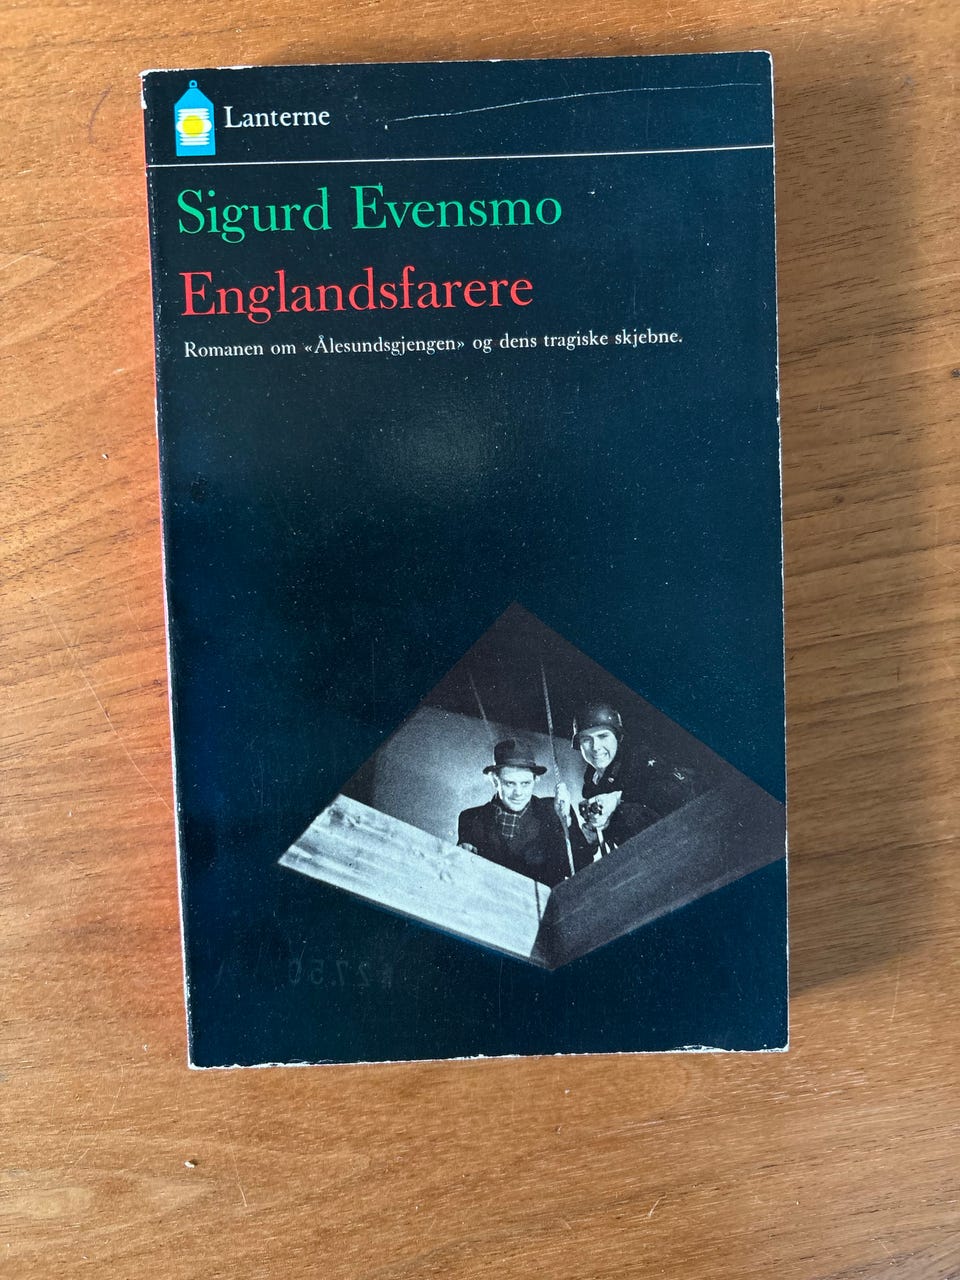 Lanterne
Sigurd Evensmo
Englandsfarere
Romanen om «Ålesundsgjengen» og dens tragiske skjebne.